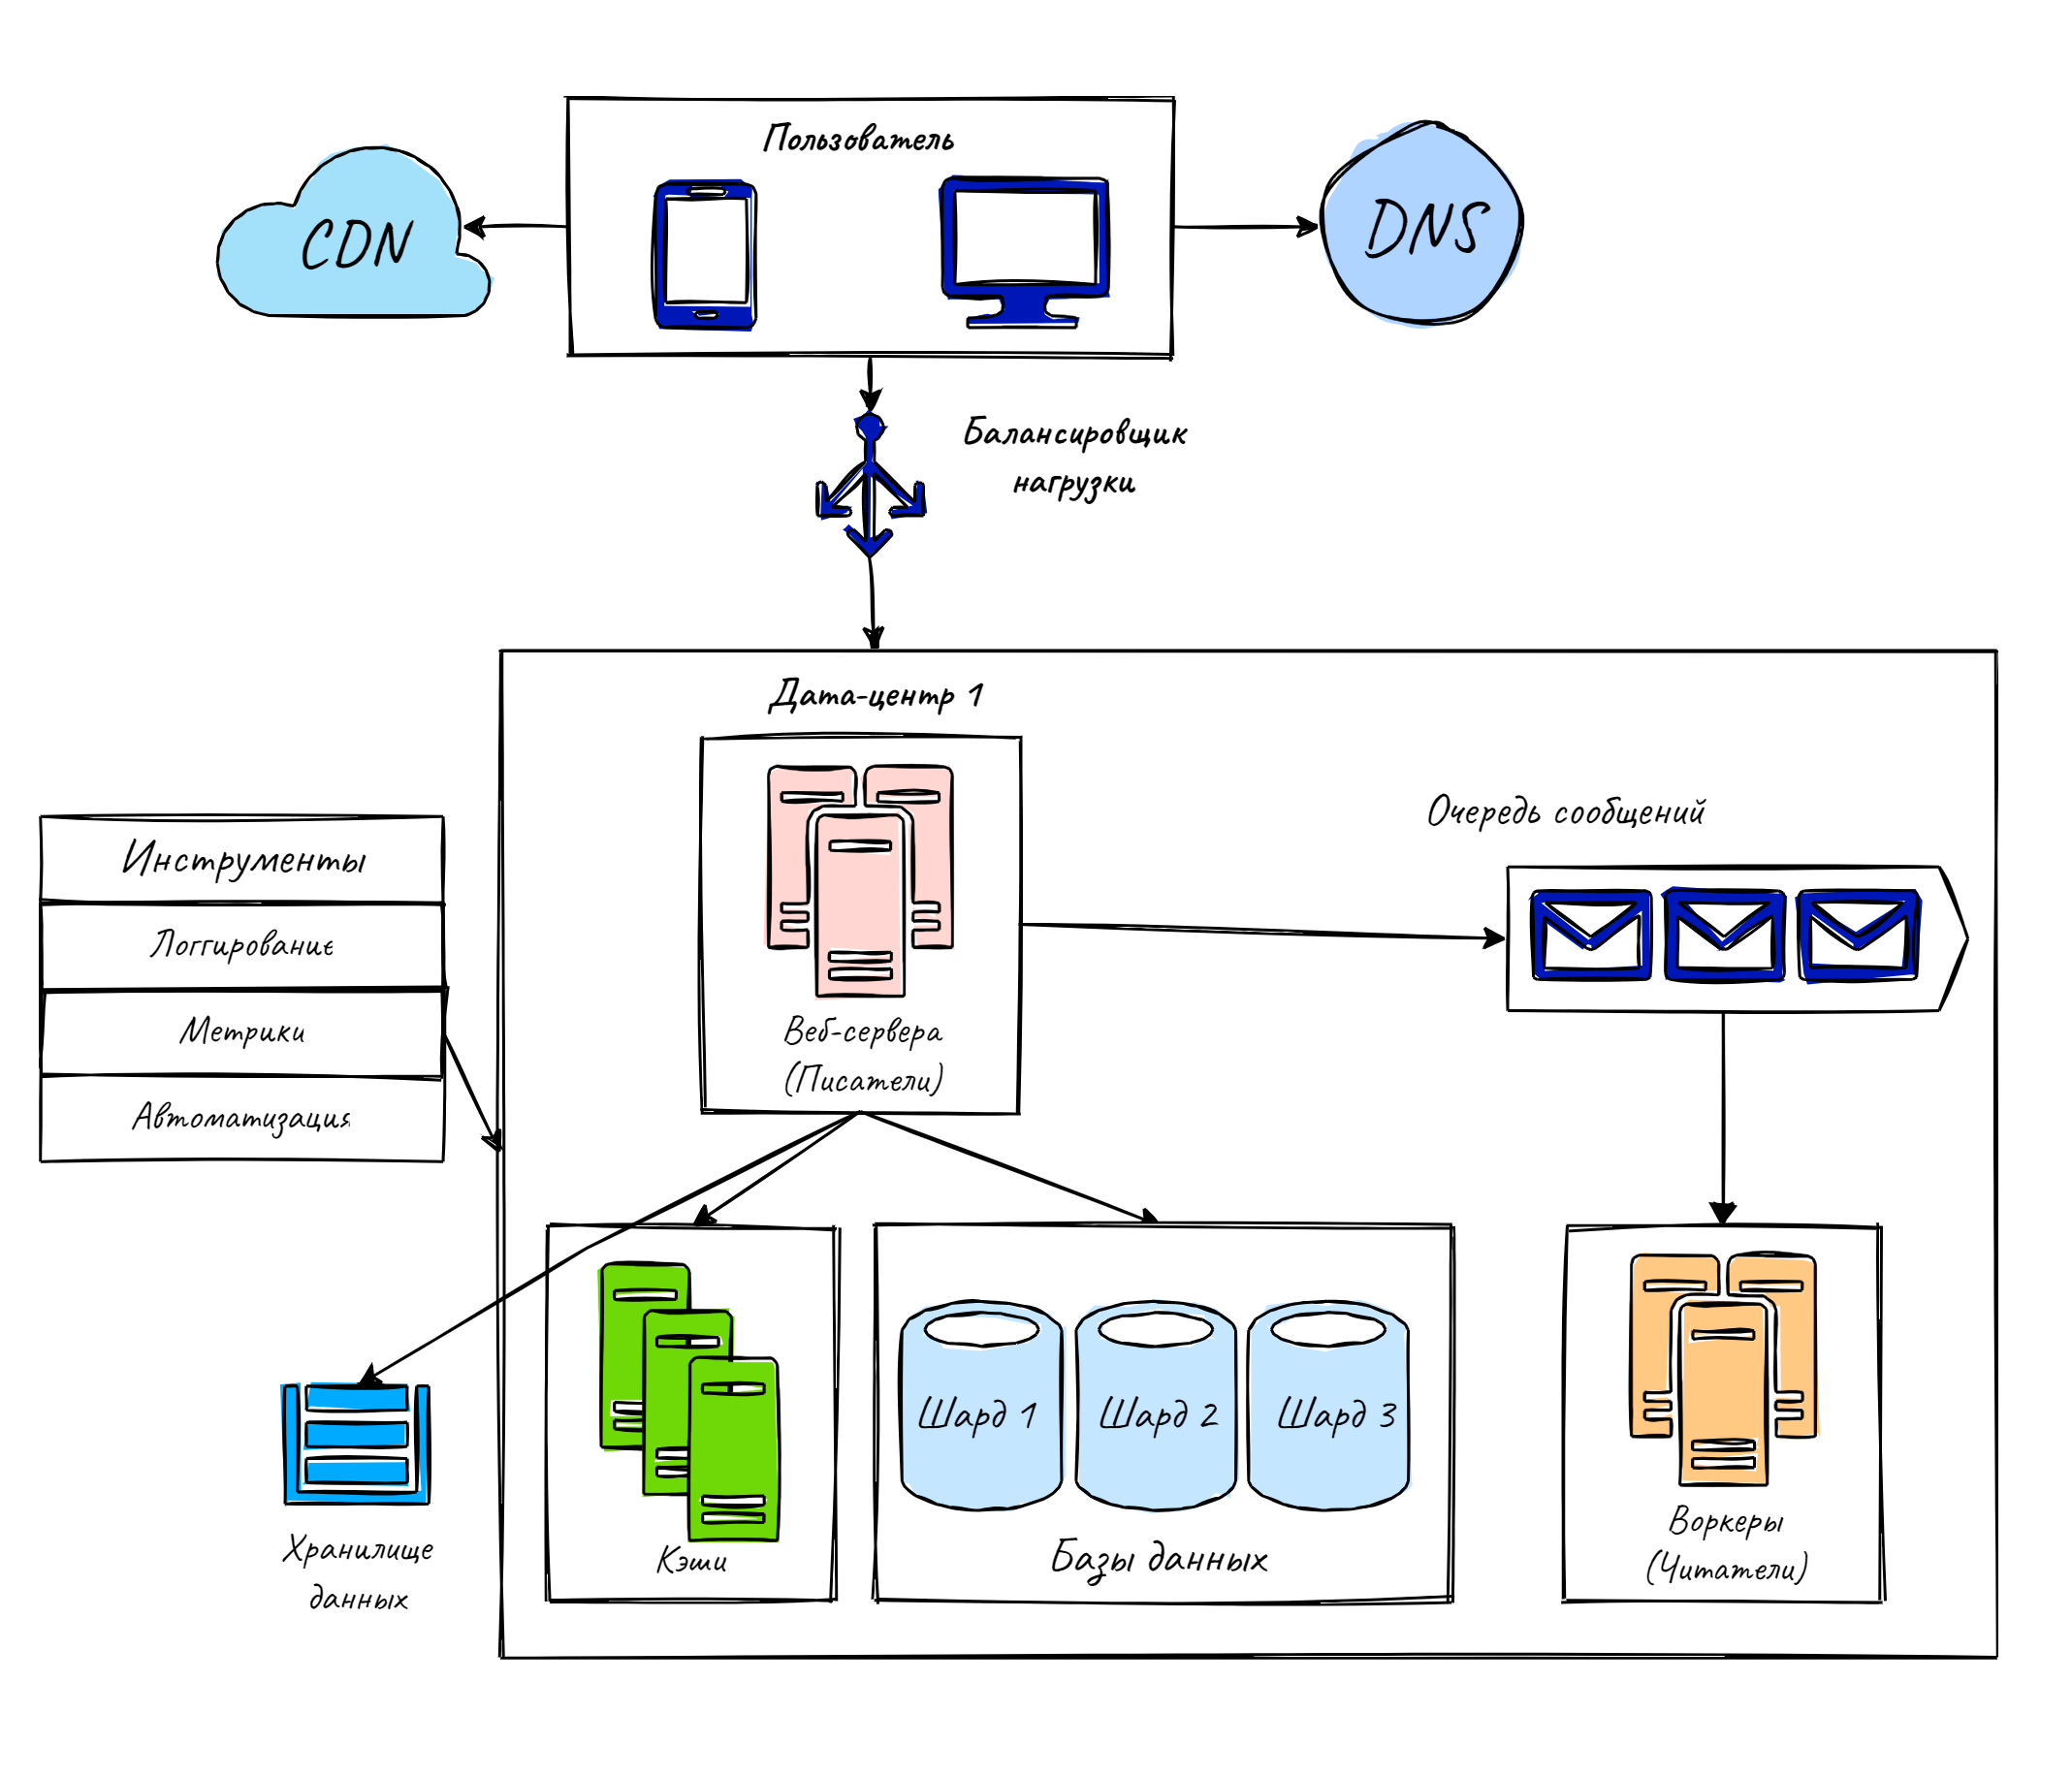 Пользователь
CDN
DNS
Балансировщик
нагрузки
Дата-центр 1
Инструменты
Логгирование
Метрики
Автоматизация
Веб-сервера
(Писатели)
Очередь сообщений
Хранилище
данных
Кэши
Шард 1
Шард 2
Шард 3
Базы данных
Воркеры
(Читатели)